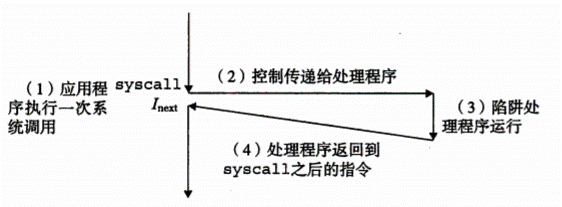 （1）应用程
序执行一次系
统调用
syscall
Inext
（2）控制传递给处理程序
（3）陷阱处
理程序运行
（4）处理程序返回到
syscall之后的指令